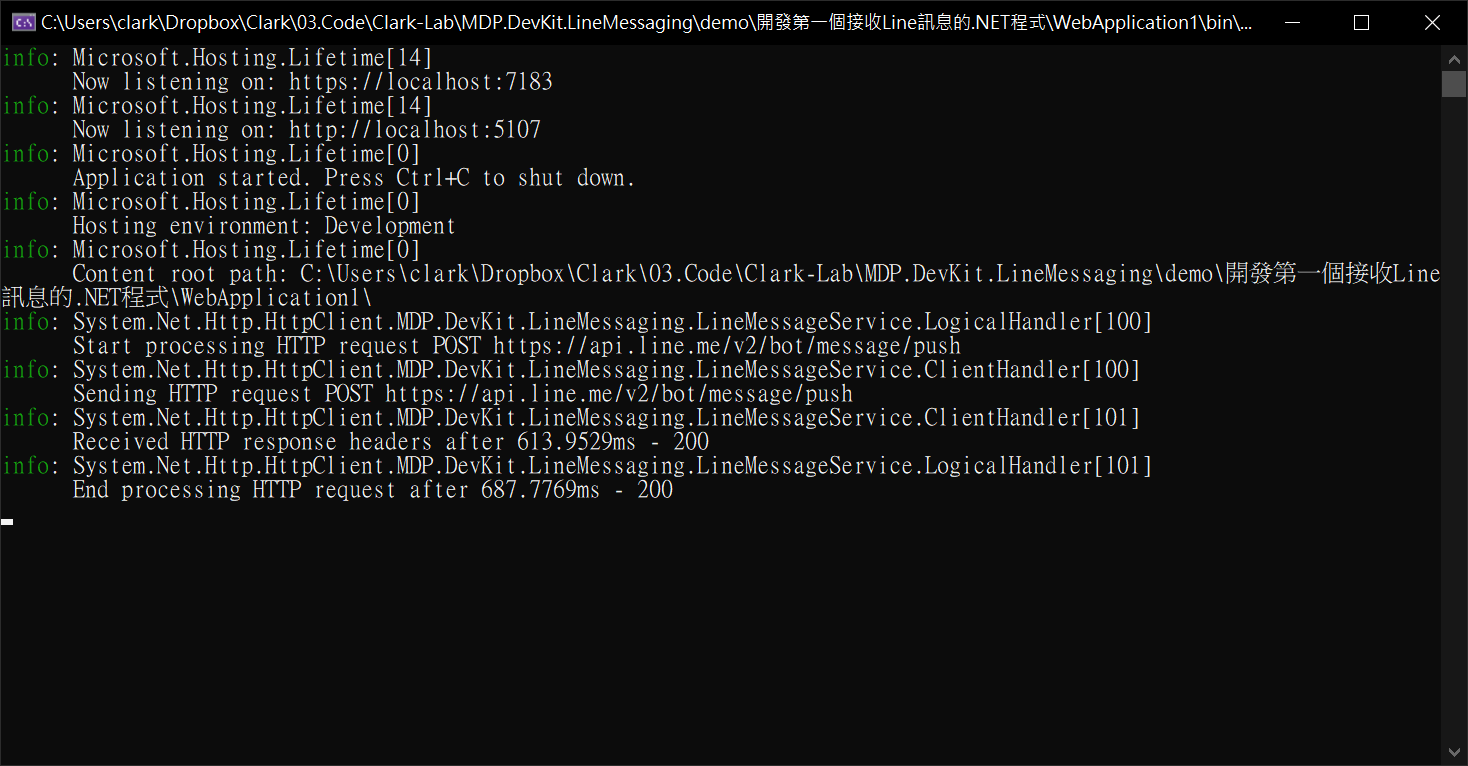 C:\Users\clark\Dropbox\Clark\03.Code\Clark-Lab\MDP.DevKit.LineMessaging\demo\開發第一個接收Line訊息的.NET程式\WebApplication1\bin\...
info: Microsoft.Hosting.Lifetime[14]
Now listening on: https://localhost:7183
info: Microsoft.Hosting.Lifetime[14]
Now listening on: http://localhost:5107
info: Microsoft.Hosting.Lifetime[0]
Application started. Press Ctrl+C to shut down.
info: Microsoft.Hosting.Lifetime[0]
Hosting environment: Development
info: Microsoft.Hosting.Lifetime[0]
Content root path: C:\Users\clark\Dropbox\Clark\03.Code\Clark-Lab\MDP.DevKit.LineMessaging\demo\開發第一個接收Line
訊息的.NET程式\WebApplication1\
info: System.Net.Http.HttpClient.MDP.DevKit.LineMessaging.LineMessageService.LogicalHandler[100]
Start processing HTTP request POST https://api.line.me/v2/bot/message/push
info: System.Net.Http.HttpClient.MDP.DevKit.LineMessaging.LineMessageService.ClientHandler[100]
Sending HTTP request POST https://api.line.me/v2/bot/message/push
info: System.Net.Http.HttpClient.MDP.DevKit.LineMessaging.LineMessageService.ClientHandler[101]
Received HTTP response headers after 613.9529ms - 200
info: System.Net.Http.HttpClient.MDP.DevKit.LineMessaging.LineMessageService.LogicalHandler[101]
End processing HTTP request after 687.7769ms - 200